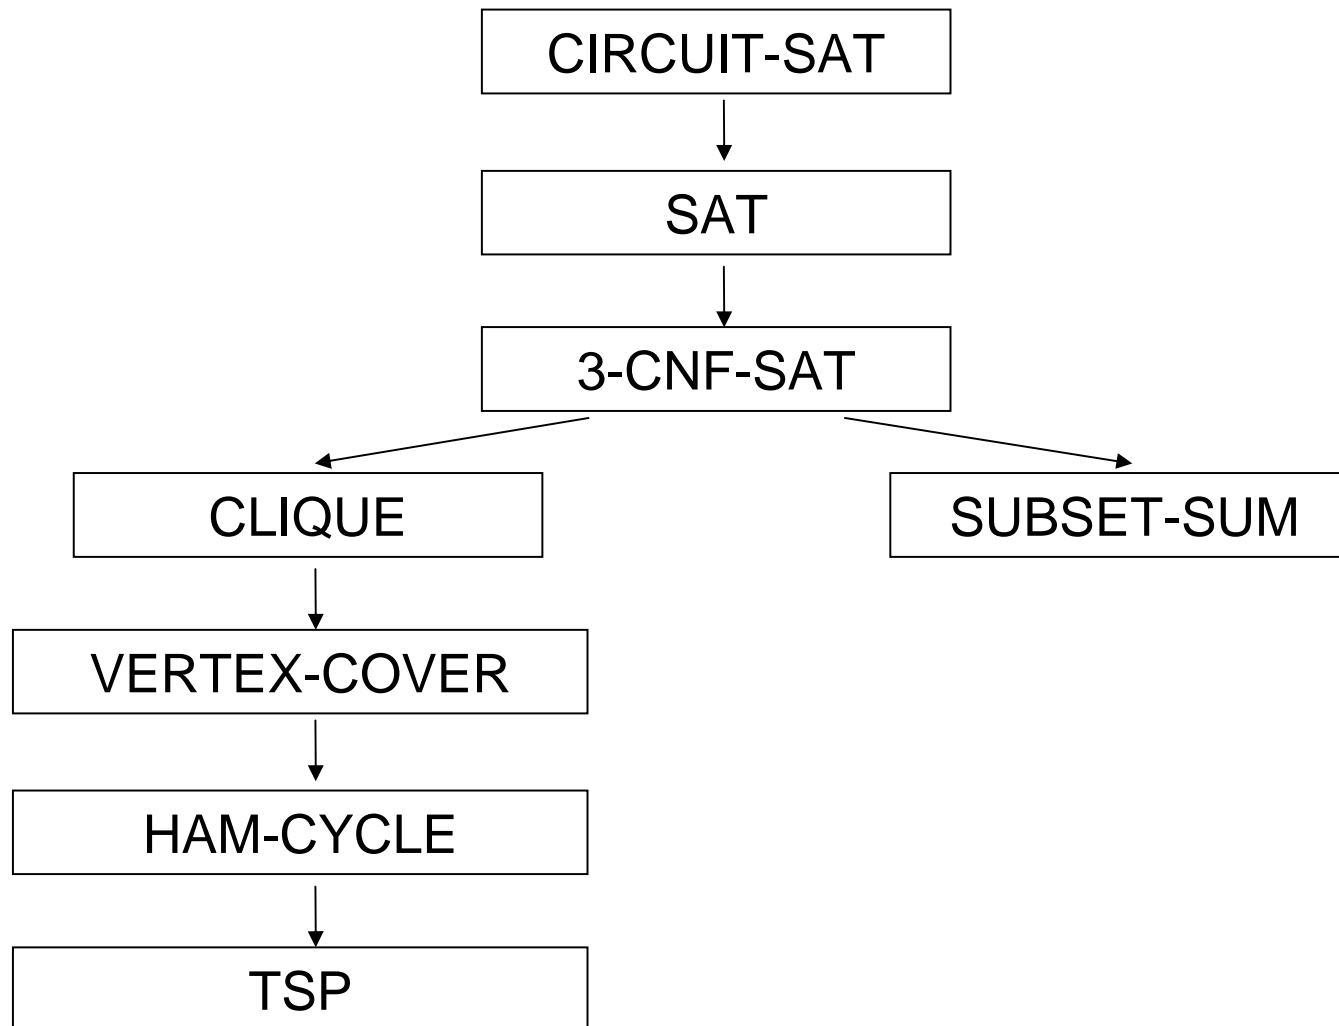 CIRCUIT-SAT
SAT
3-CNF-SAT
CLIQUE
SUBSET-SUM
VERTEX-COVER
HAM-CYCLE
TSP